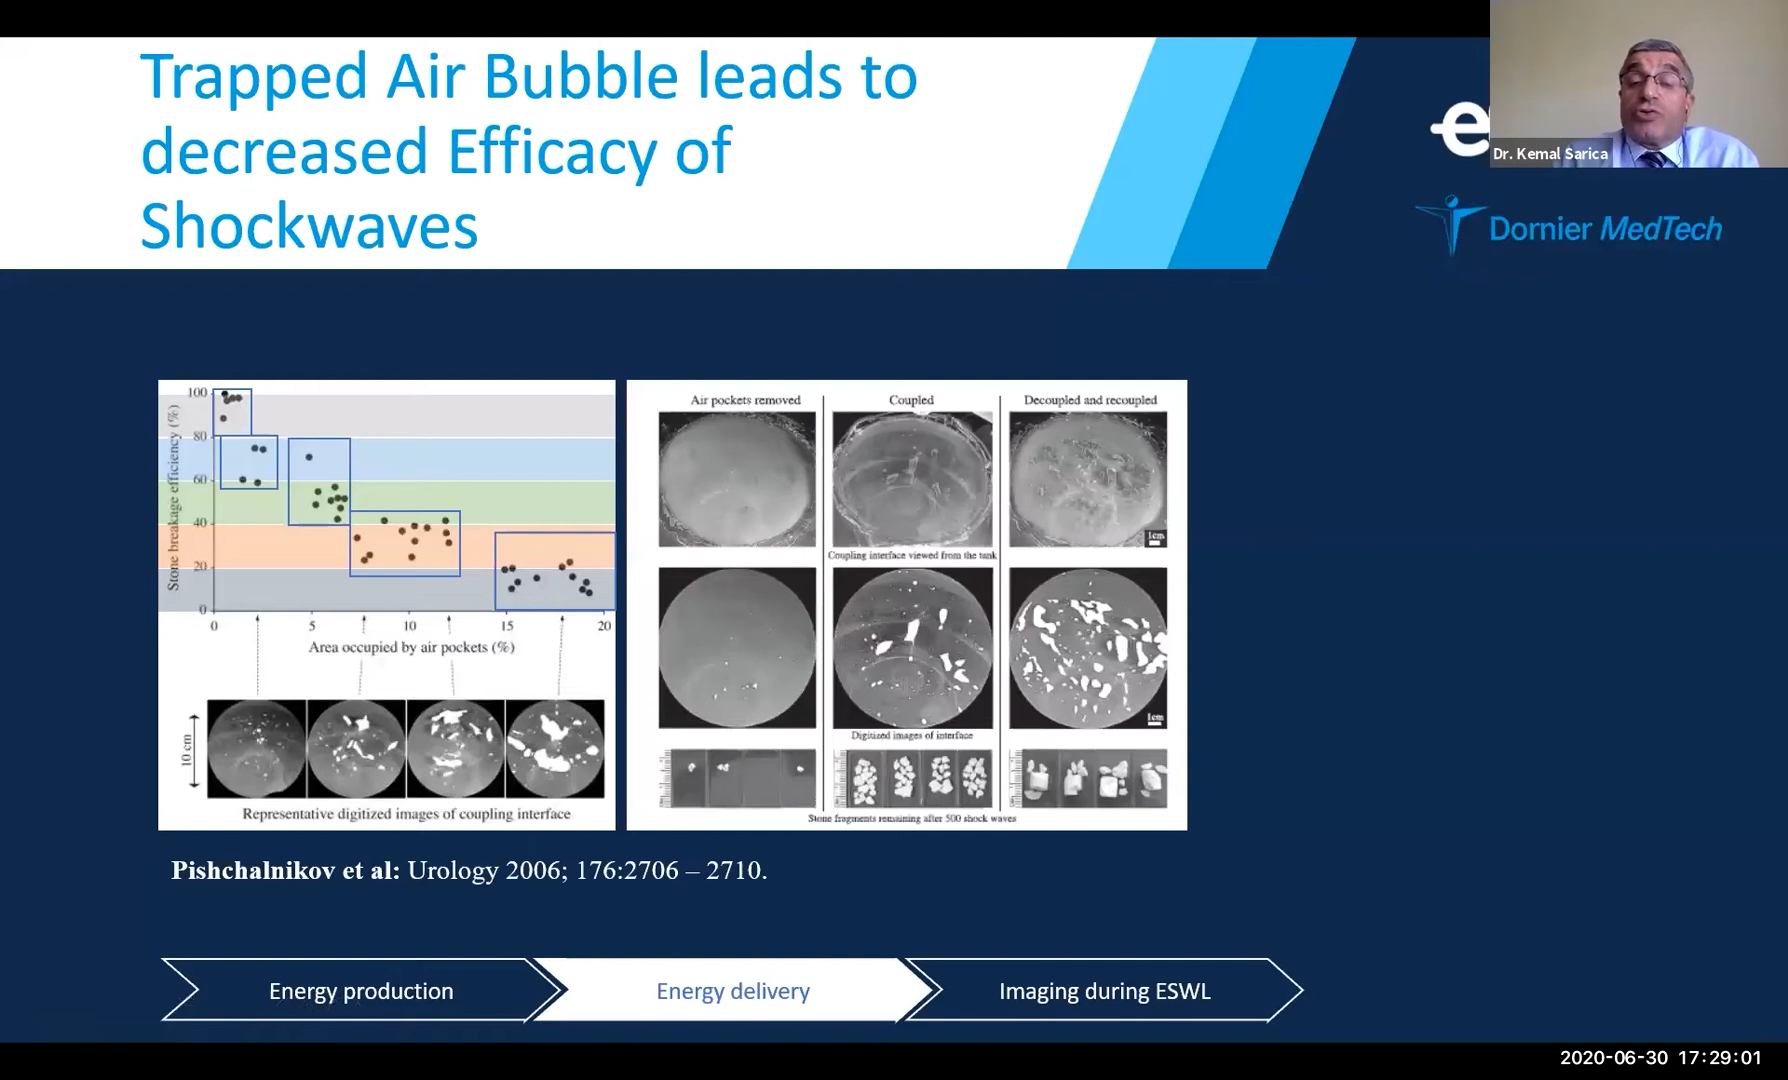 Trapped Air Bubble leads to
decreased Efficacy of
Shockwaves
Dr. Kemal Sarica
Dornier MedTech
Stone breakage efficiency (%)
100
80
60
40
20
0
0 5 10 15 20
Area occupied by air pockets (%)
10 cm
Representative digitized images of coupling interface
Air pockets removed
Coupled
Decoupled and recoupled
1cm
Coupling interface viewed from the tank
1cm
Digitized images of interface
Stone fragments remaining after 500 shock waves
Pishchalnikov et al: Urology 2006; 176:2706 – 2710.
Energy production
Energy delivery
Imaging during ESWL
2020-06-30 17:29:01